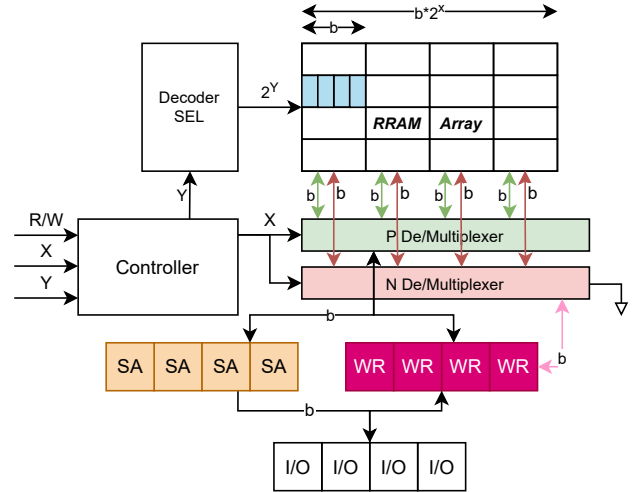 b*2^x
b
Decoder
SEL
2^Y
RRAM Array
Y
b b b b b b b b
R/W
X
Y
Controller
X
P De/Multiplexer
N De/Multiplexer
b
b
SA SA SA SA
WR WR WR WR
b
I/O I/O I/O I/O